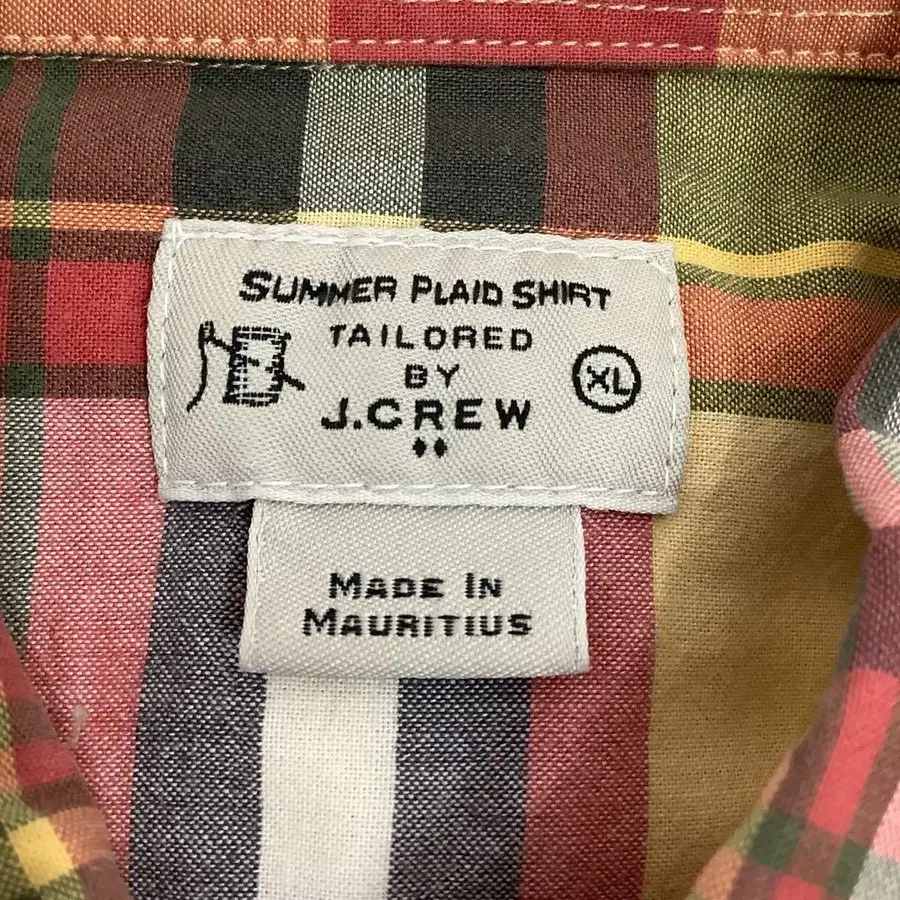 SUMMER PLAID SHIRT
TAILORED
BY
XL
J.CREW
MADE IN
MAURITIUS